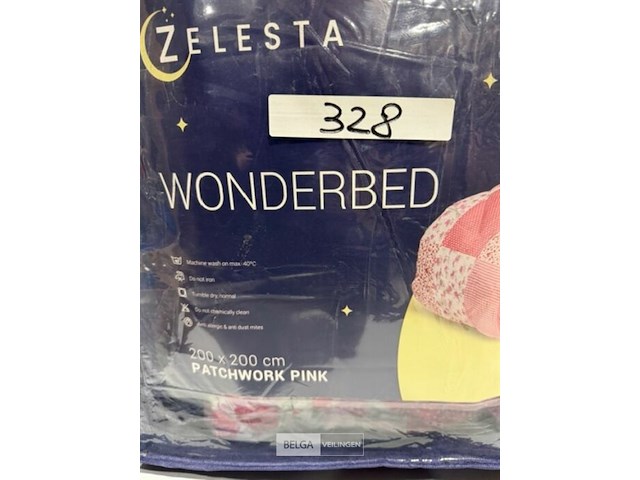 ZELESTA
328
WONDERBED
Machine wash on max 40°C
Do not iron
Tumble dry normal
Do not chemically clean
Anti allergic & anti dust mites
200 x 200 cm
PATCHWORK PINK
BELGA VEILINGEN